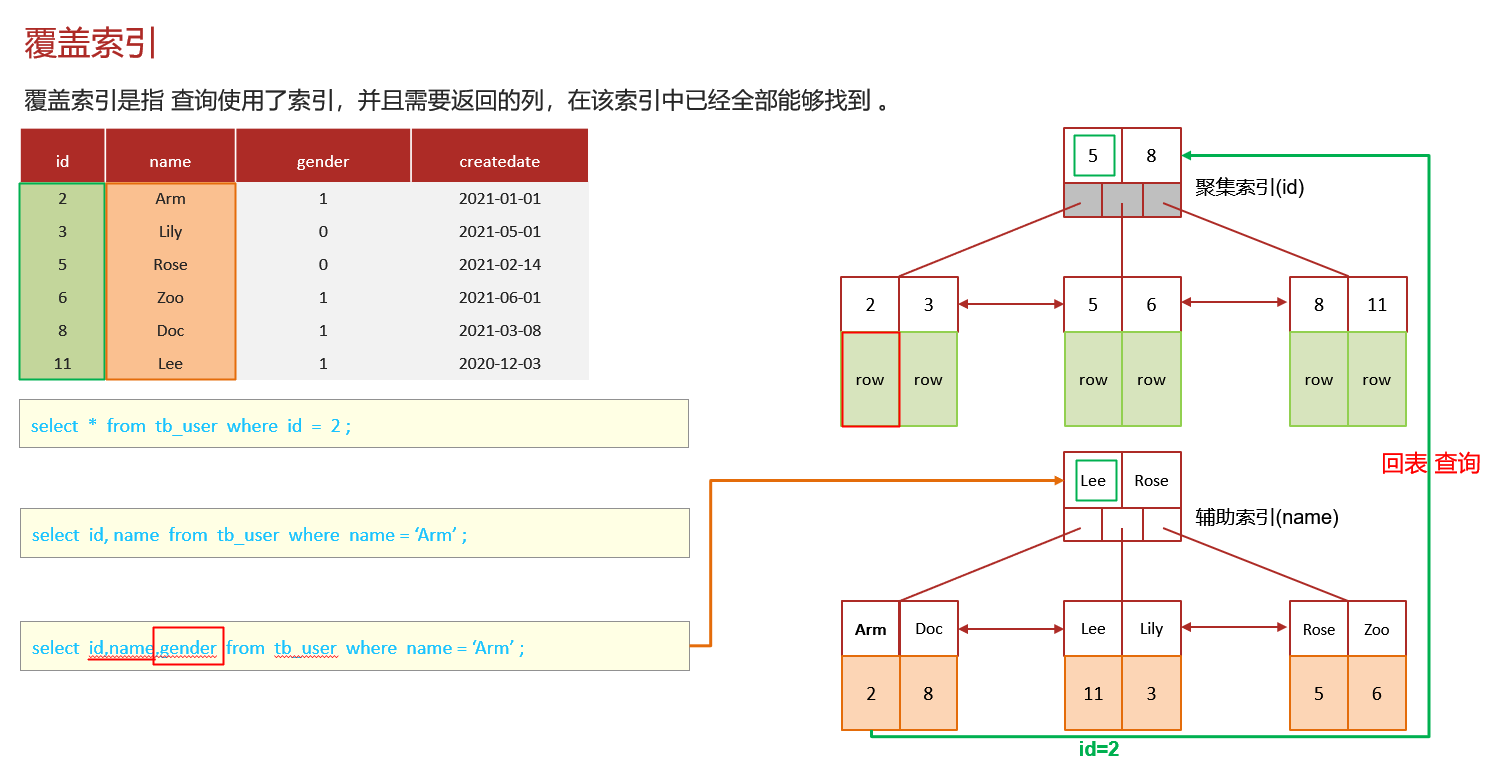 覆盖索引
覆盖索引是指 查询使用了索引，并且需要返回的列，在该索引中已经全部能够找到 。
id name gender createdate
2 Arm 1 2021-01-01
3 Lily 0 2021-05-01
5 Rose 0 2021-02-14
6 Zoo 1 2021-06-01
8 Doc 1 2021-03-08
11 Lee 1 2020-12-03
select * from tb_user where id = 2 ;
select id, name from tb_user where name = ‘Arm’ ;
select id,name,gender from tb_user where name = ‘Arm’ ;
5 8
聚集索引(id)
2 3 5 6 8 11
row row row row row row
回表 查询
Lee Rose
辅助索引(name)
Arm Doc Lee Lily Rose Zoo
2 8 11 3 5 6
id=2